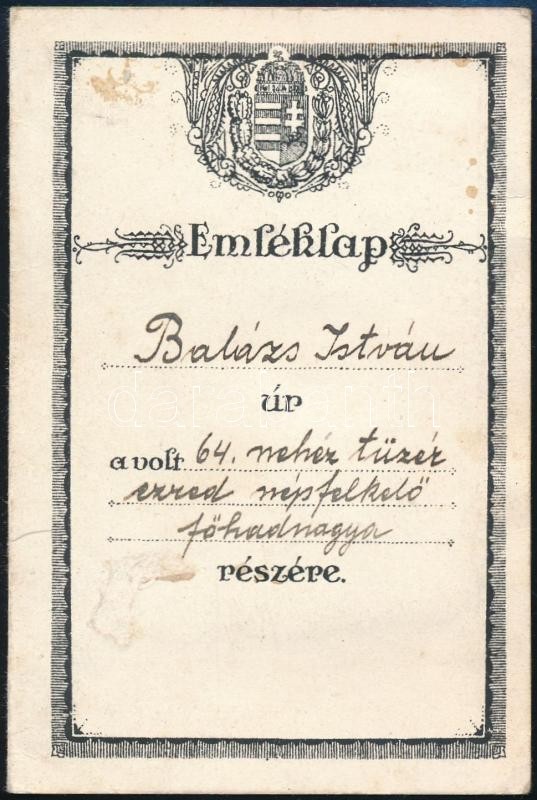 Emléklap
Balázs István
úr
a volt 64. nehéz tüzér
ezred népfelkelő
főhadnagya
részére.